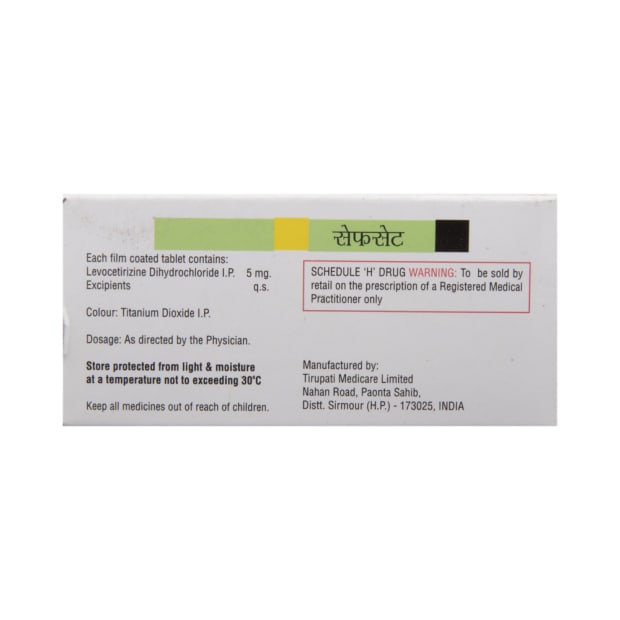 सेफसेट
Each film coated tablet contains:
Levocetirizine Dihydrochloride I.P. 5 mg.
Excipients q.s.
Colour: Titanium Dioxide I.P.
Dosage: As directed by the Physician.
Store protected from light & moisture
at a temperature not to exceeding 30°C
Keep all medicines out of reach of children.
SCHEDULE 'H' DRUG WARNING: To be sold by
retail on the prescription of a Registered Medical
Practitioner only
Manufactured by:
Tirupati Medicare Limited
Nahan Road, Paonta Sahib,
Distt. Sirmour (H.P.) - 173025, INDIA